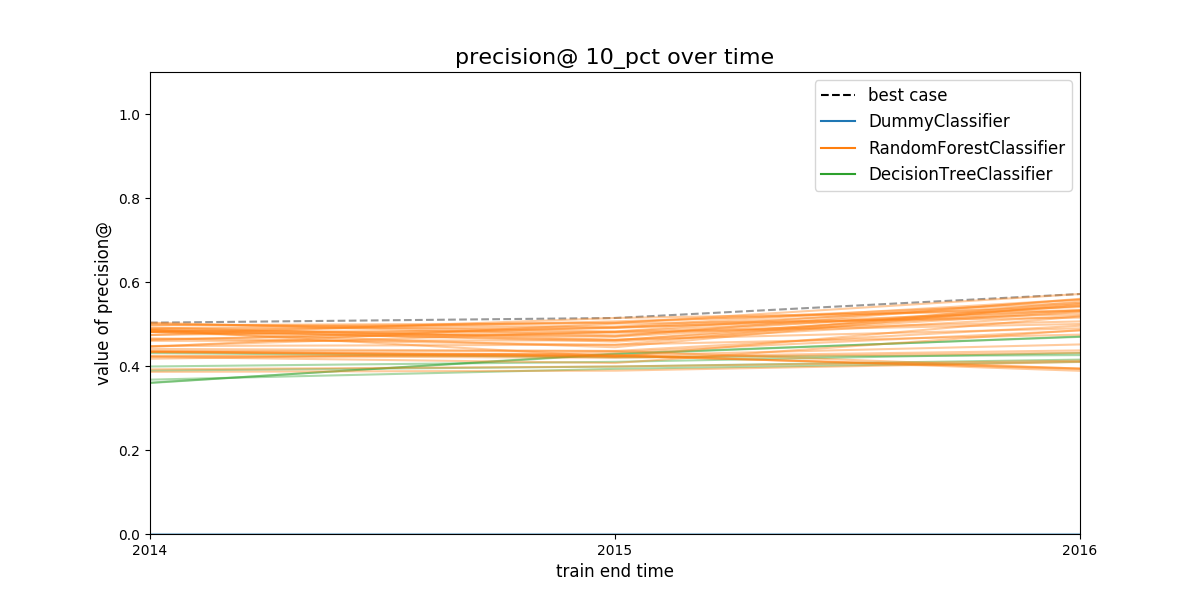 precision@ 10_pct over time
best case
DummyClassifier
RandomForestClassifier
DecisionTreeClassifier
value of precision@
1.0
0.8
0.6
0.4
0.2
0.0
2014
2015
2016
train end time